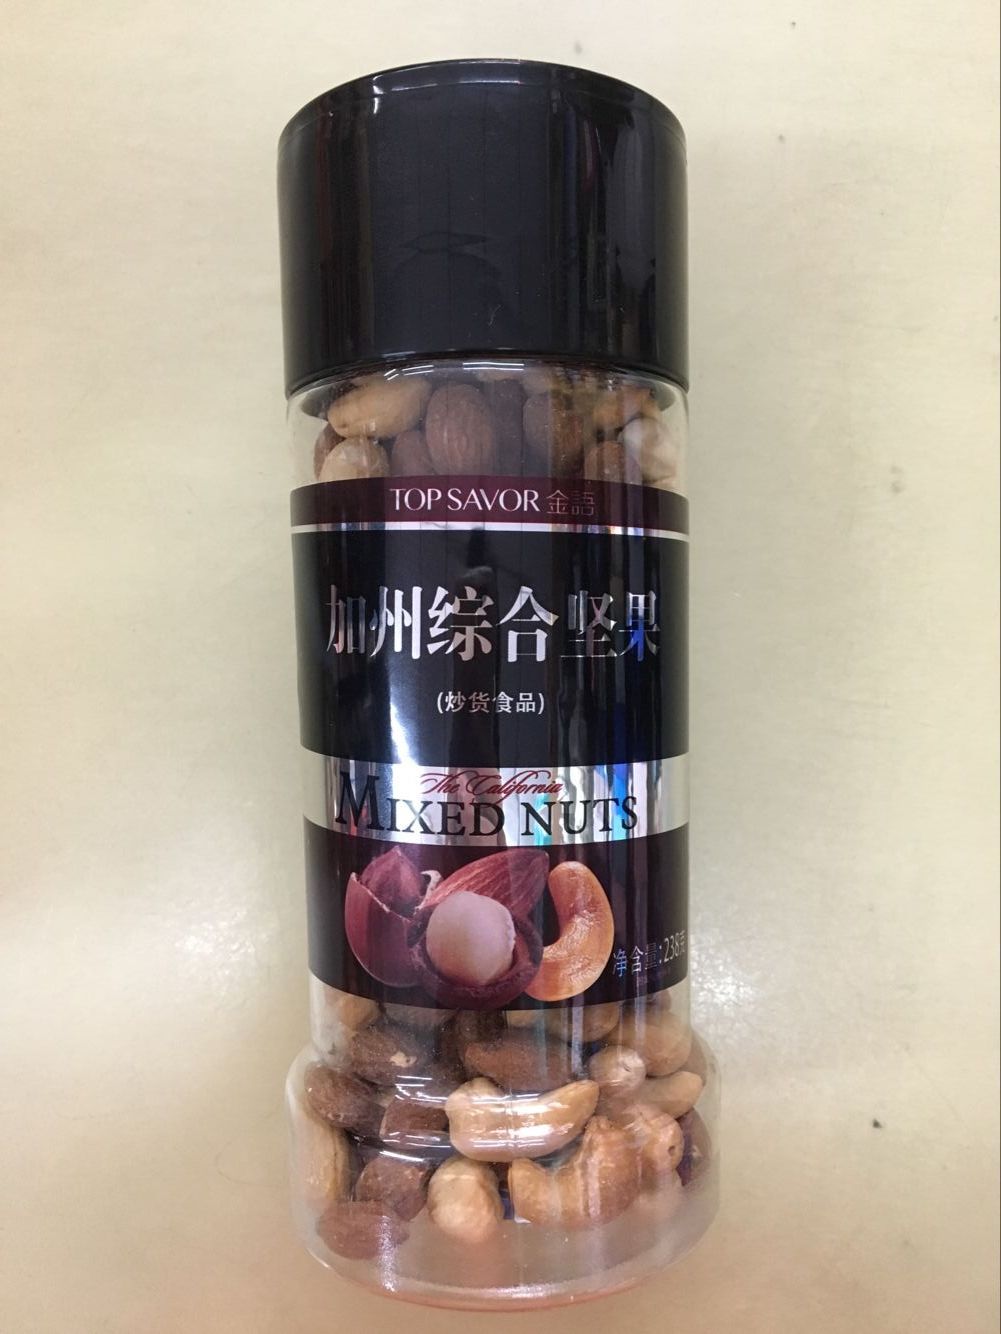 TOP SAVOR 金語
加州综合坚果
(炒货食品)
The California
MIXED NUTS
净含量:238克